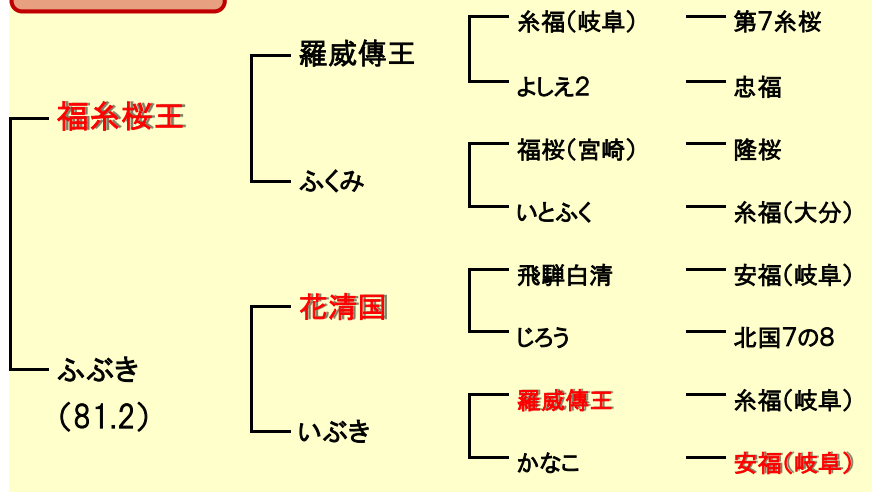 糸福(岐阜) 第7糸桜
羅威傳王
よしえ2 忠福
福糸桜王
福桜(宮崎) 隆桜
ふくみ
いとふく 糸福(大分)
飛騨白清 安福(岐阜)
花清国
じろう 北国7の8
ふぶき
(81.2)
羅威傳王 糸福(岐阜)
いぶき
かなこ 安福(岐阜)